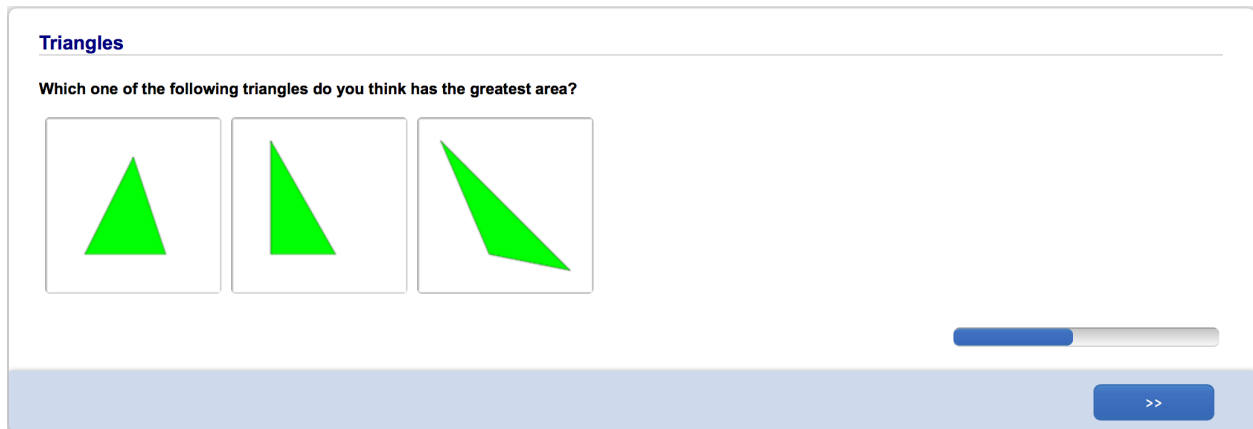 Triangles
Which one of the following triangles do you think has the greatest area?
>>